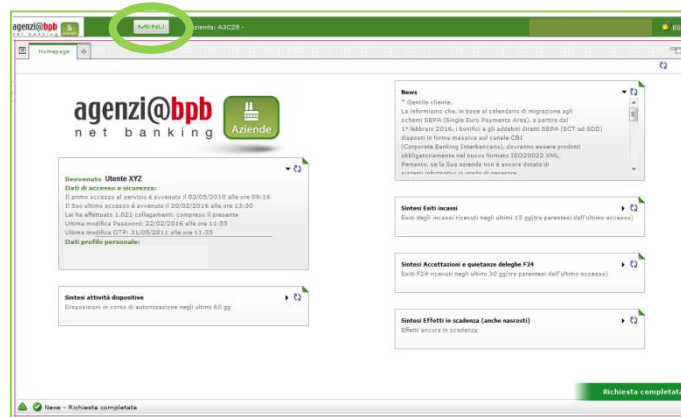 agenzi@bpb
net banking
MENU
Azienda: A3C28 -
Homepage
agenzi@bpb
net banking
Aziende
Benvenuto Utente XYZ
Dati di accesso e sicurezza:
Il primo accesso al servizio è avvenuto il 03/05/2010 alle ore 09:16
Il Suo ultimo accesso è avvenuto il 20/02/2016 alle ore 13:30
Lei ha effettuato 1.021 collegamenti, compreso il presente
Ultima modifica Password: 22/02/2016 alle ore 11:55
Ultima modifica OTP: 31/05/2011 alle ore 11:35
Dati profilo personale:
Sintesi attività dispositive
Disposizioni in corso di autorizzazione negli ultimi 60 gg
News
* Gentile cliente,
La informiamo che, in base al calendario di migrazione agli
schemi SEPA (Single Euro Payments Area), a partire dal
1° febbraio 2016, i bonifici e gli addebiti diretti SEPA (SCT ed SDD)
disposti in forma massiva sul canale CBI
(Corporate Banking Interbancario), dovranno essere prodotti
obbligatoriamente nel nuovo formato ISO20022 XML.
Pertanto, se la Sua azienda non è ancora dotata di
sistemi informativi in grado di generare
Sintesi Esiti incassi
Esiti degli incassi ricevuti negli ultimi 15 gg(tra parentesi dall'ultimo accesso)
Sintesi Accettazioni e quietanze deleghe F24
Esiti F24 ricevuti negli ultimi 30 gg(tra parentesi dall'ultimo accesso)
Sintesi Effetti in scadenza (anche nascosti)
Effetti ancora in scadenza
Richiesta completata
News - Richiesta completata